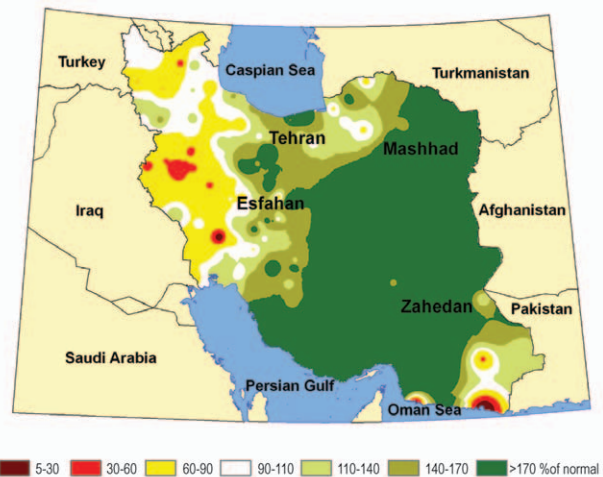 Turkey
Caspian Sea
Turkmanistan
Tehran
Mashhad
Iraq
Esfahan
Afghanistan
Zahedan
Pakistan
Saudi Arabia
Persian Gulf
Oman Sea
5-30 30-60 60-90 90-110 110-140 140-170 >170 %of normal